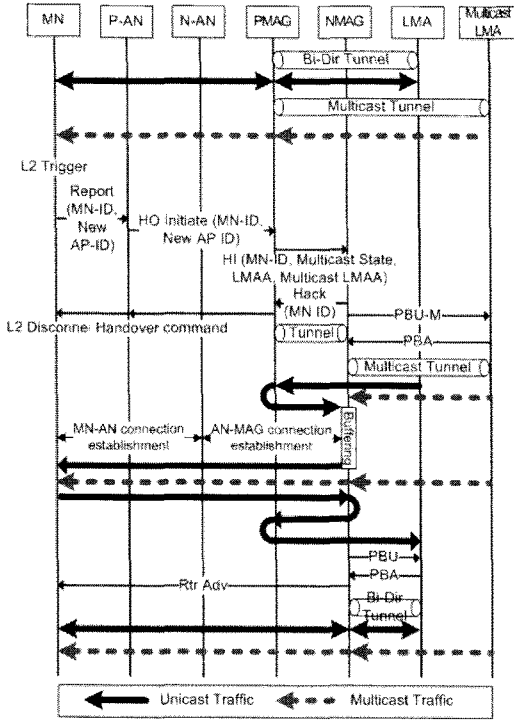 MN P-AN N-AN PMAG NMAG LMA Multicast LMA
Bi-Dir Tunnel
Multicast Tunnel
L2 Trigger
Report
(MN-ID,
New
AP-ID)
HO Initiate (MN-ID,
New AP ID)
HI (MN-ID, Multicast State,
LMAA, Multicast LMAA)
Hack
(MN ID)
PBU-M
L2 Disconne Handover command
Tunnel
PBA
Multicast Tunnel
Buffering
MN-AN connection
establishment
AN-MAG connection
establishment
PBU
PBA
Rtr Adv
Bi-Dir
Tunnel
Unicast Traffic
Multicast Traffic